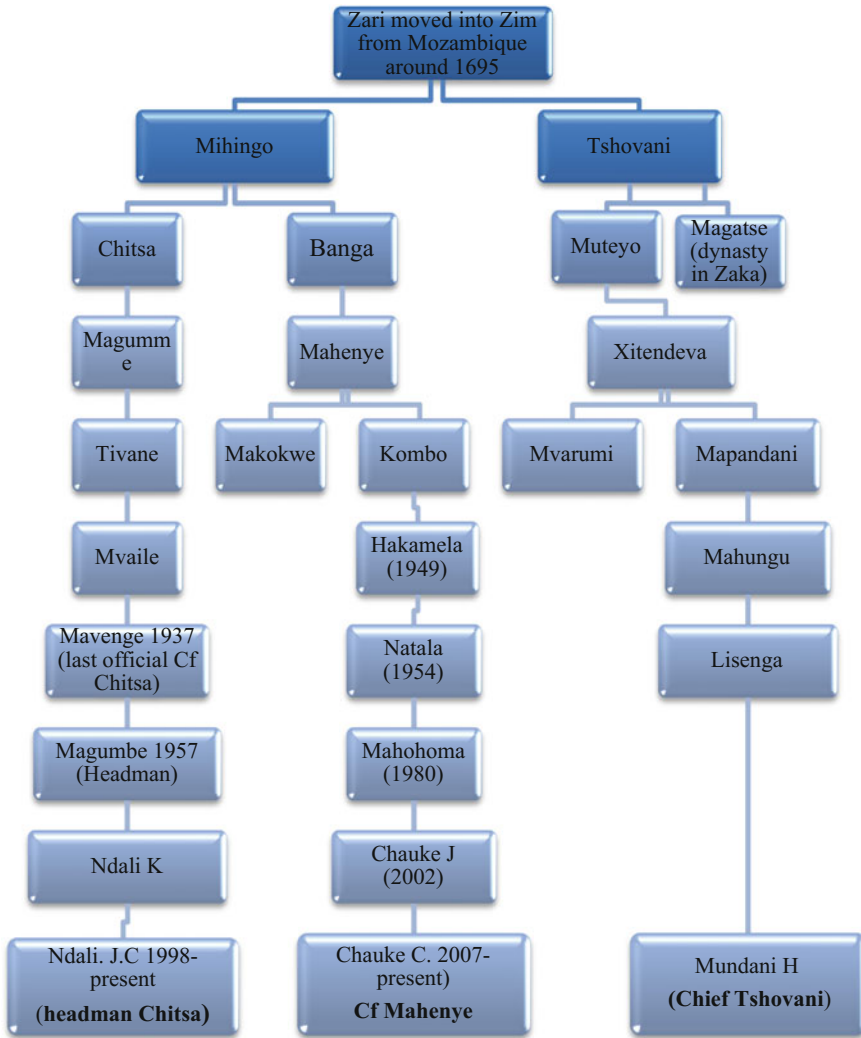 Zari moved into Zim
from Mozambique
around 1695
Mihingo
Tshovani
Chitsa
Banga
Muteyo
Magatse
(dynasty
in Zaka)
Magumm
e
Mahenye
Xitendeva
Tivane
Makokwe
Kombo
Mvarumi
Mapandani
Mvaile
Hakamela
(1949)
Mahungu
Mavenge 1937
(last official Cf
Chitsa)
Natala
(1954)
Lisenga
Magumbe 1957
(Headman)
Mahohoma
(1980)
Ndali K
Chauke J
(2002)
Ndali. J.C 1998-
present
(headman Chitsa)
Chauke C. 2007-
present)
Cf Mahenye
Mundani H
(Chief Tshovani)